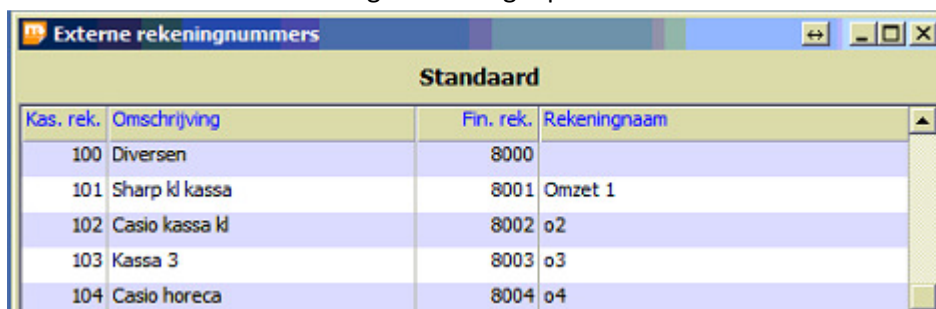 Externe rekeningnummers
Standaard
Kas. rek. Omschrijving Fin. rek. Rekeningnaam
100 Diversen 8000
101 Sharp kl kassa 8001 Omzet 1
102 Casio kassa kl 8002 o2
103 Kassa 3 8003 o3
104 Casio horeca 8004 o4